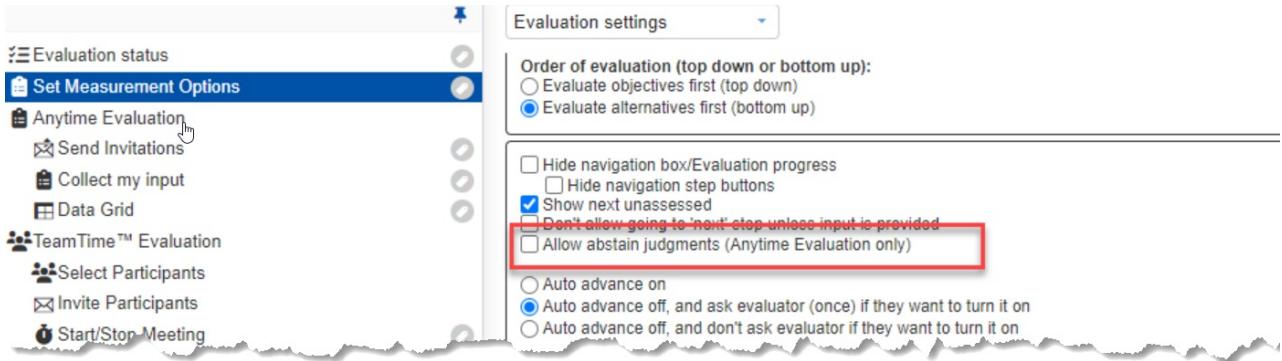 Evaluation status
Set Measurement Options
Anytime Evaluation
Send Invitations
Collect my input
Data Grid
TeamTime™ Evaluation
Select Participants
Invite Participants
Start/Stop Meeting
Evaluation settings
Order of evaluation (top down or bottom up):
Evaluate objectives first (top down)
Evaluate alternatives first (bottom up)
Hide navigation box/Evaluation progress
Hide navigation step buttons
Show next unassessed
Don't allow going to 'next' step unless input is provided
Allow abstain judgments (Anytime Evaluation only)
Auto advance on
Auto advance off, and ask evaluator (once) if they want to turn it on
Auto advance off, and don't ask evaluator if they want to turn it on